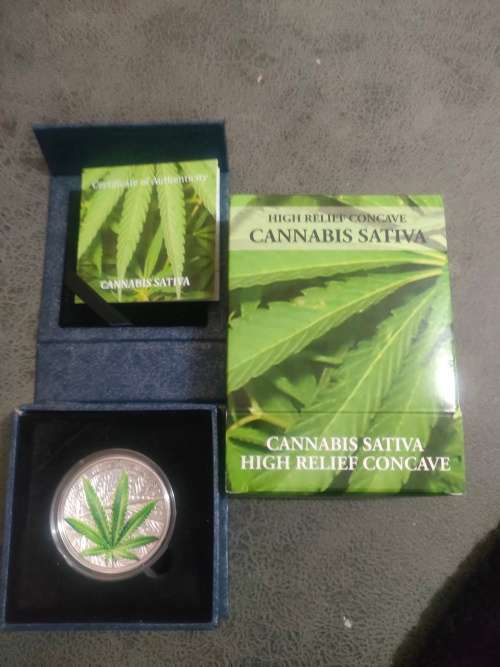 Certificate of Authenticity
CANNABIS SATIVA
HIGH RELIEF CONCAVE
CANNABIS SATIVA
CANNABIS SATIVA
HIGH RELIEF CONCAVE